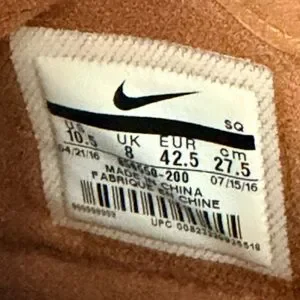 SQ
US UK EUR cm
10.5 8 42.5 27.5
04/21/16 07/15/16
MADE IN CHINA
FABRIQUE EN CHINE
UPC